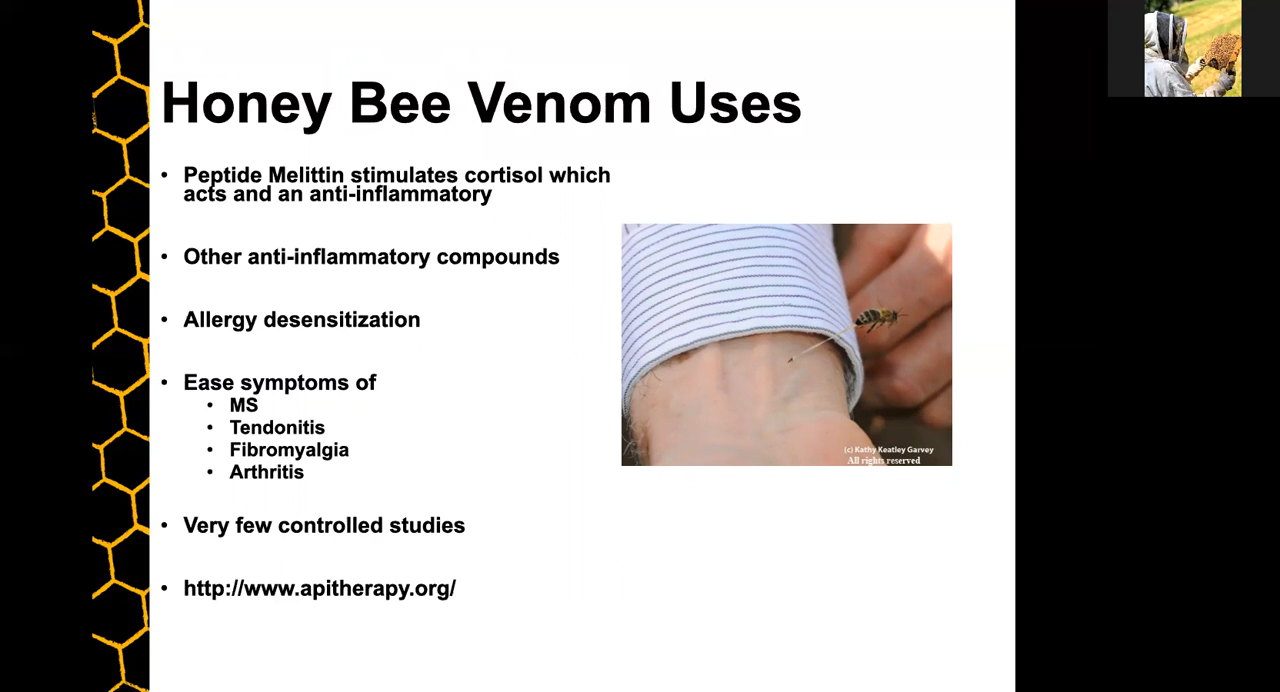 Honey Bee Venom Uses
• Peptide Melittin stimulates cortisol which
acts and an anti-inflammatory
• Other anti-inflammatory compounds
• Allergy desensitization
• Ease symptoms of
• MS
• Tendonitis
• Fibromyalgia
• Arthritis
• Very few controlled studies
• http://www.apitherapy.org/
(c) Kathy Keatley Garvey
All rights reserved